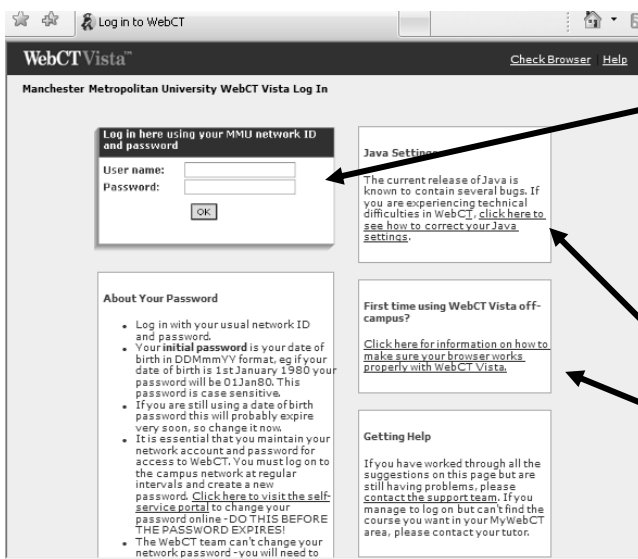 Log in to WebCT
WebCT Vista™
Check Browser Help
Manchester Metropolitan University WebCT Vista Log In
Log in here using your MMU network ID
and password
User name:
Password:
OK
About Your Password
• Log in with your usual network ID
and password.
• Your initial password is your date of
birth in DDMmmYY format, eg if your
date of birth is 1st January 1980 your
password will be 01Jan80. This
password is case sensitive.
• If you are still using a date of birth
password this will probably expire
very soon, so change it now.
• It is essential that you maintain your
network account and password for
access to WebCT. You must log on to
the campus network at regular
intervals and create a new
password. Click here to visit the self-
service portal to change your
password online - DO THIS BEFORE
THE PASSWORD EXPIRES!
• The WebCT team can't change your
network password - you will need to
Java Settings
The current release of Java is
known to contain several bugs. If
you are experiencing technical
difficulties in WebCT, click here to
see how to correct your Java
settings.
First time using WebCT Vista off-
campus?
Click here for information on how to
make sure your browser works
properly with WebCT Vista.
Getting Help
If you have worked through all the
suggestions on this page but are
still having problems, please
contact the support team. If you
manage to log on but can't find the
course you want in your MyWebCT
area, please contact your tutor.